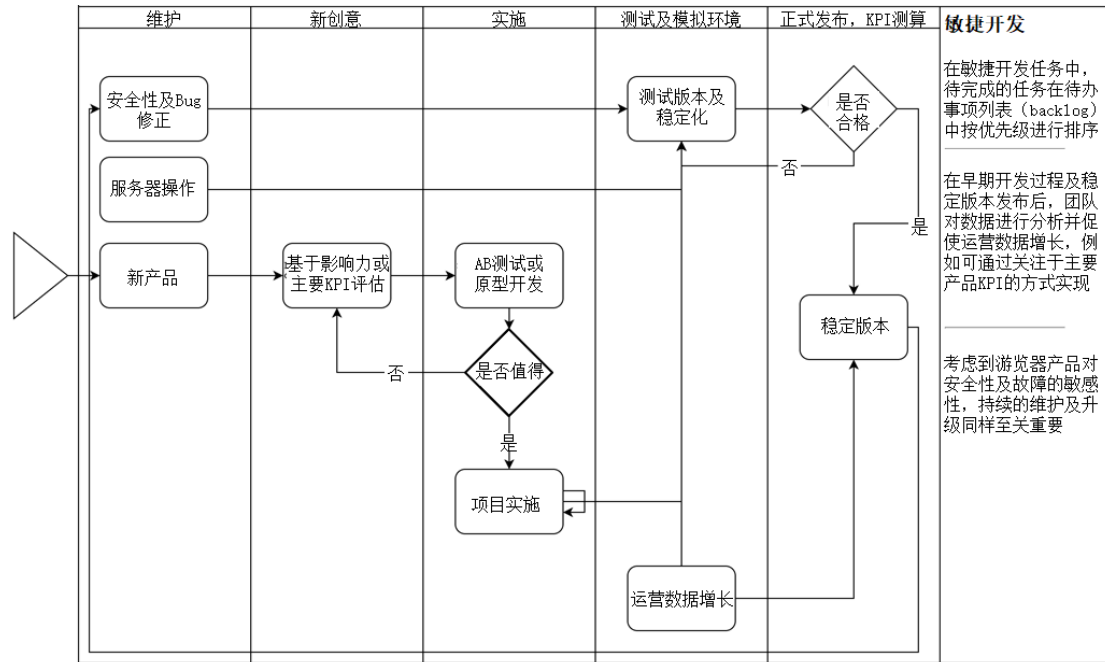 维护
新创意
实施
测试及模拟环境
正式发布，KPI测算
安全性及Bug
修正
服务器操作
新产品
基于影响力或
主要KPI评估
否
AB测试或
原型开发
是否值得
是
项目实施
测试版本及
稳定化
运营数据增长
是否
合格
否
是
稳定版本
敏捷开发
在敏捷开发任务中，
待完成的任务在待办
事项列表（backlog）
中按优先级进行排序
在早期开发过程及稳
定版本发布后，团队
对数据进行分析并促
使运营数据增长，例
如可通过关注于主要
产品KPI的方式实现
考虑到游览器产品对
安全性及故障的敏感
性，持续的维护及升
级同样至关重要